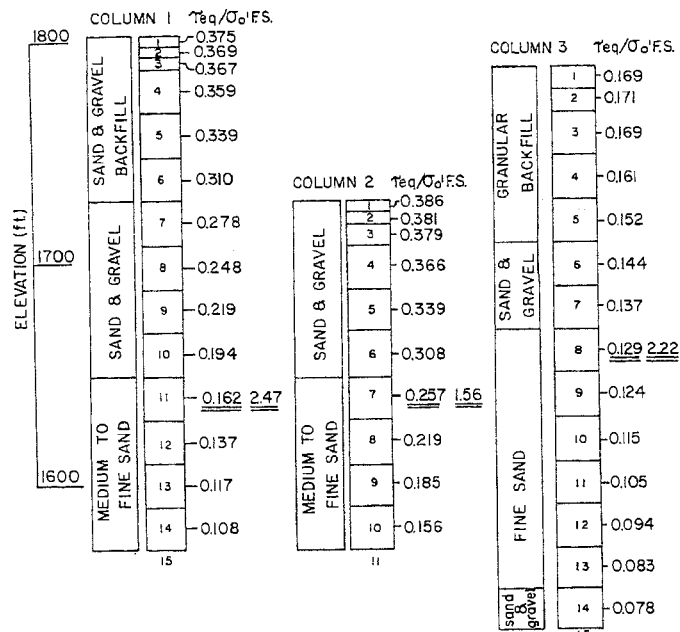 COLUMN 1 τeq/σo' F.S.
1800
ELEVATION (ft.)
1700
1600
SAND & GRAVEL
BACKFILL
SAND & GRAVEL
MEDIUM TO
FINE SAND
1 0.375
2 0.369
3 0.367
4 0.359
5 0.339
6 0.310
7 0.278
8 0.248
9 0.219
10 0.194
11 0.162 2.47
12 0.137
13 0.117
14 0.108
15
COLUMN 2 τeq/σo' F.S.
SAND & GRAVEL
MEDIUM TO
FINE SAND
1 0.386
2 0.381
3 0.379
4 0.366
5 0.339
6 0.308
7 0.257 1.56
8 0.219
9 0.185
10 0.156
11
COLUMN 3 τeq/σo' F.S.
GRANULAR
BACKFILL
SAND &
GRAVEL
FINE SAND
sand
&
gravel
1 0.169
2 0.171
3 0.169
4 0.161
5 0.152
6 0.144
7 0.137
8 0.129 2.22
9 0.124
10 0.115
11 0.105
12 0.094
13 0.083
14 0.078